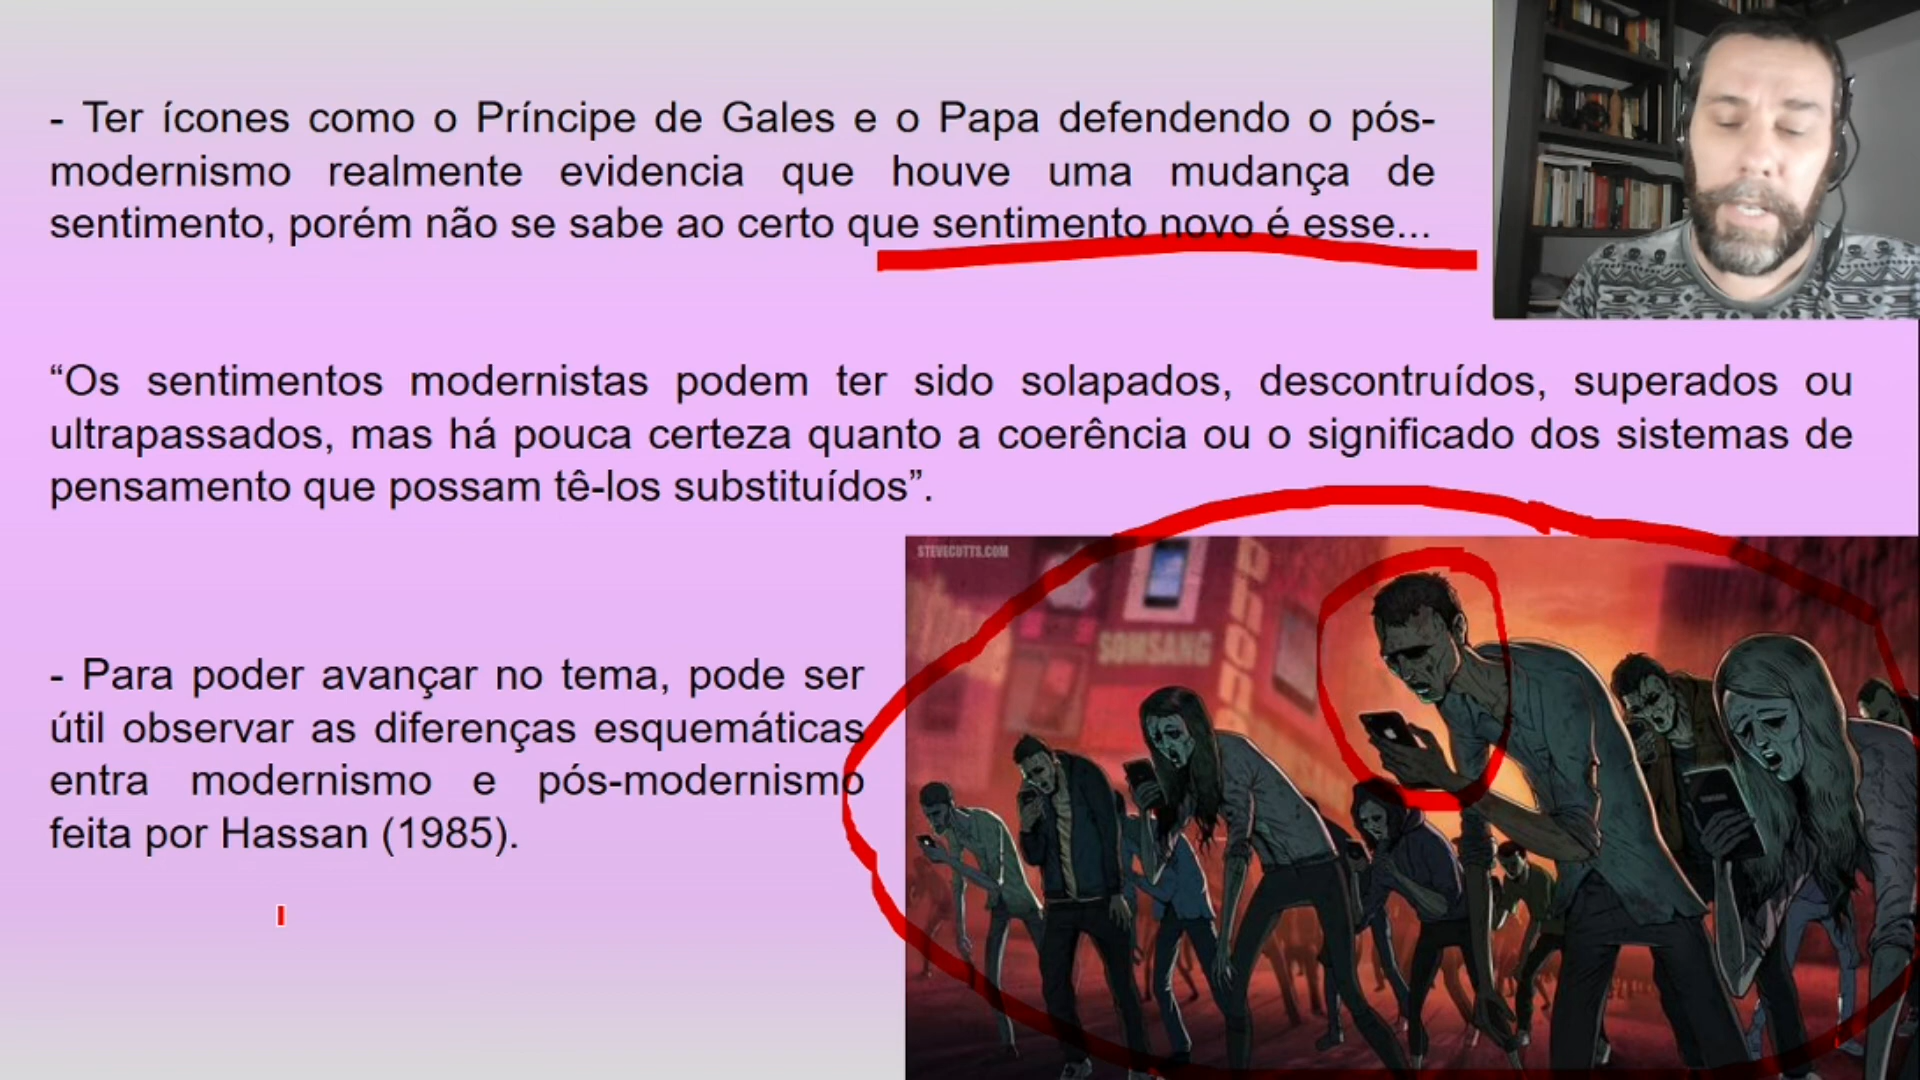 - Ter ícones como o Príncipe de Gales e o Papa defendendo o pós-
modernismo realmente evidencia que houve uma mudança de
sentimento, porém não se sabe ao certo que sentimento novo é esse...
“Os sentimentos modernistas podem ter sido solapados, descontruídos, superados ou
ultrapassados, mas há pouca certeza quanto a coerência ou o significado dos sistemas de
pensamento que possam tê-los substituídos”.
STEVECUTTS.COM
SOMSANG
Phone
- Para poder avançar no tema, pode ser
útil observar as diferenças esquemáticas
entra modernismo e pós-modernismo
feita por Hassan (1985).